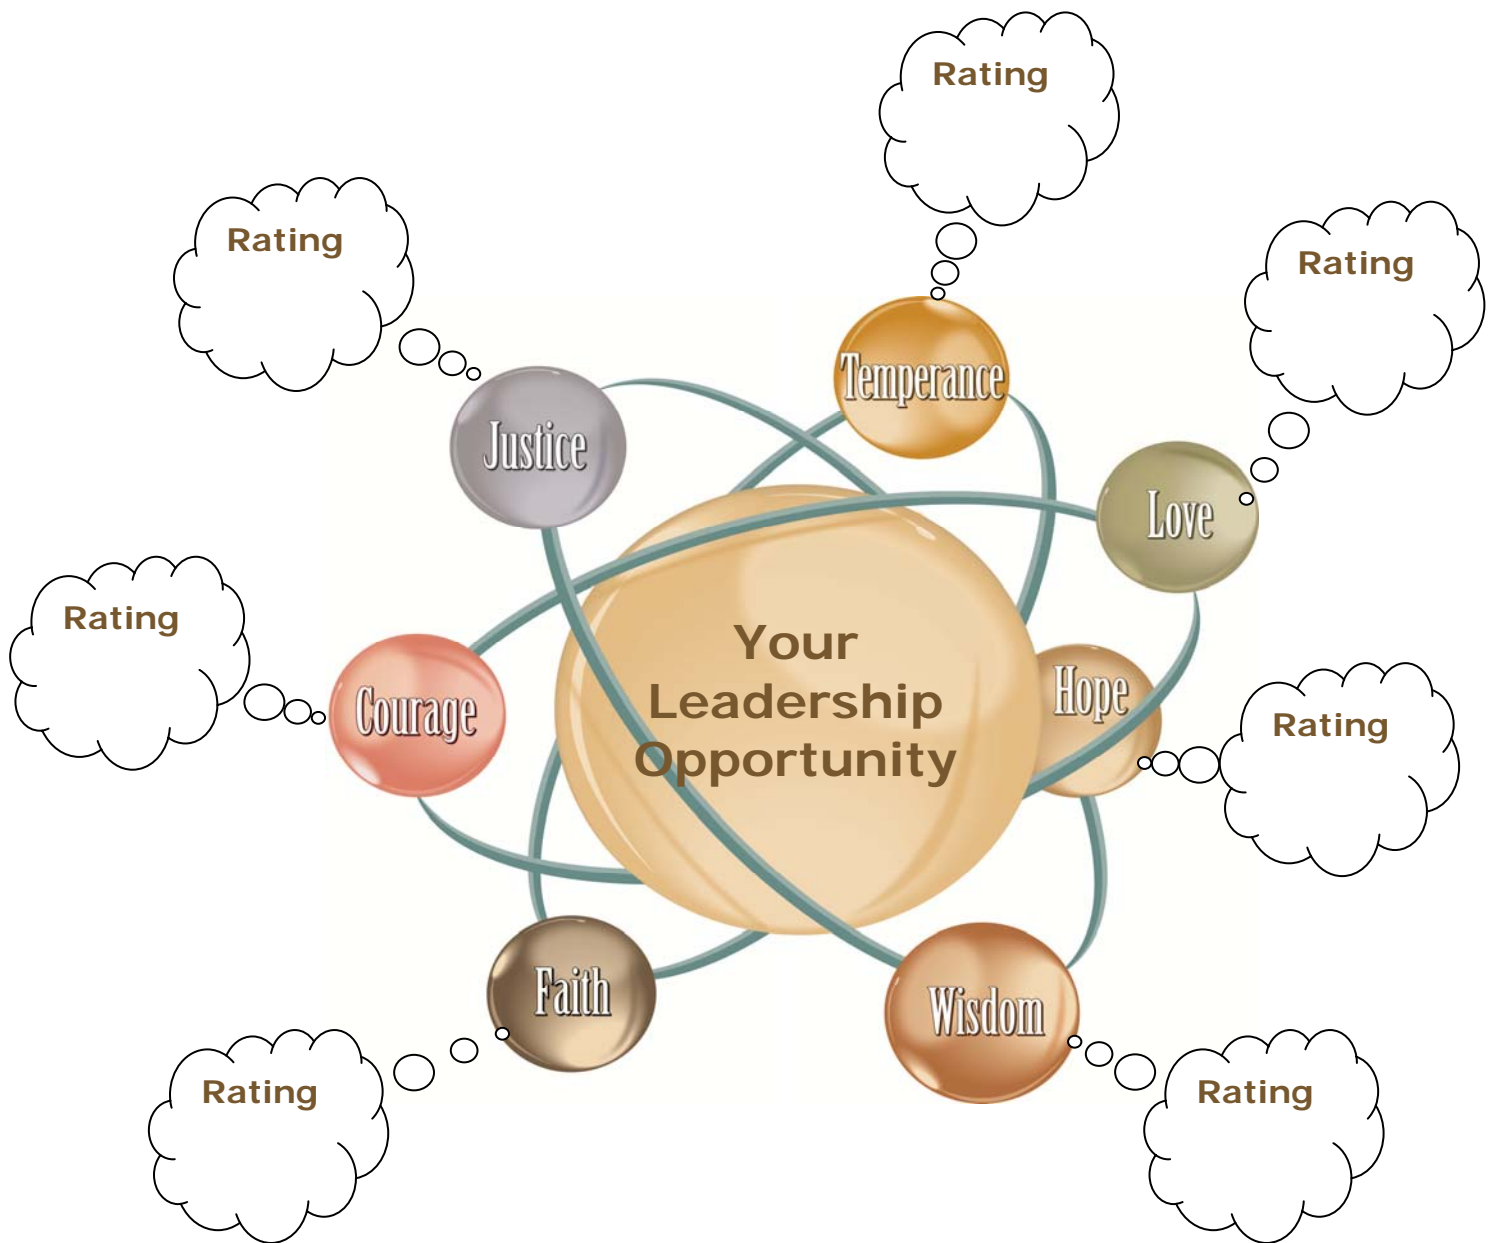 Rating
Rating
Rating
Temperance
Justice
Love
Rating
Your
Leadership
Opportunity
Hope
Courage
Rating
Faith
Wisdom
Rating
Rating